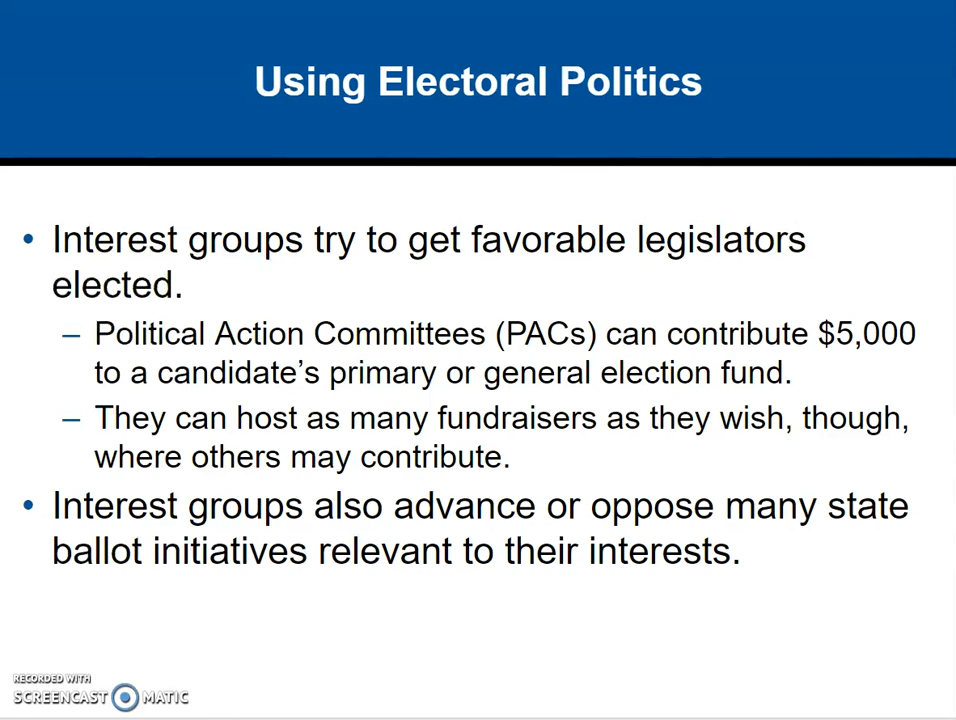 Using Electoral Politics
• Interest groups try to get favorable legislators
elected.
– Political Action Committees (PACs) can contribute $5,000
to a candidate’s primary or general election fund.
– They can host as many fundraisers as they wish, though,
where others may contribute.
• Interest groups also advance or oppose many state
ballot initiatives relevant to their interests.
RECORDED WITH
SCREENCAST MATIC